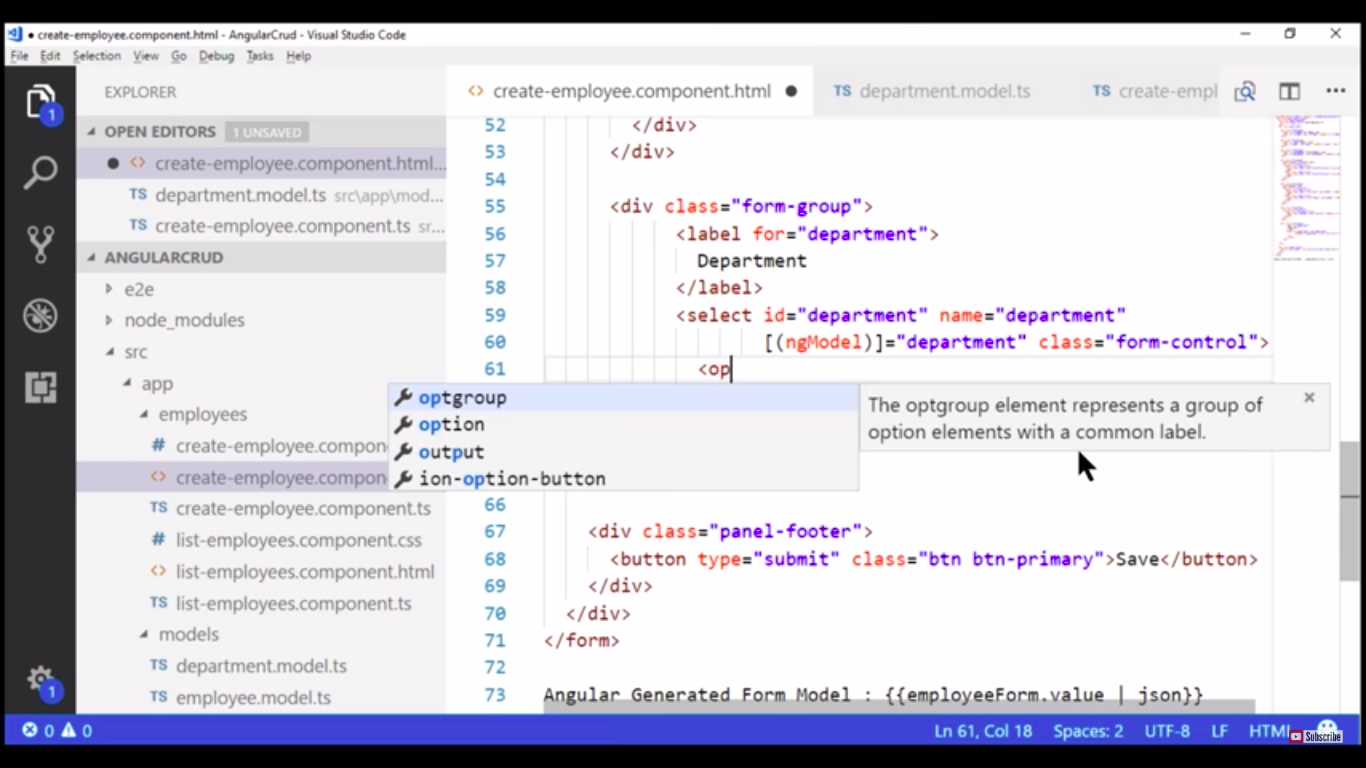 create-employee.component.html - AngularCrud - Visual Studio Code
File Edit Selection View Go Debug Tasks Help
EXPLORER
OPEN EDITORS 1 UNSAVED
create-employee.component.html...
TS department.model.ts src\app\mod...
TS create-employee.component.ts sr...
ANGULARCRUD
e2e
node_modules
src
app
employees
# create-employee.compon
<> create-employee.compon
TS create-employee.component.ts
# list-employees.component.css
<> list-employees.component.html
TS list-employees.component.ts
models
TS department.model.ts
TS employee.model.ts
1
1
<> create-employee.component.html ●
TS department.model.ts
TS create-empl
52 </div>
53 </div>
54
55 <div class="form-group">
56 <label for="department">
57 Department
58 </label>
59 <select id="department" name="department"
60 [(ngModel)]="department" class="form-control">
61 <op
optgroup
option
output
ion-option-button
The optgroup element represents a group of
option elements with a common label.
66
67 <div class="panel-footer">
68 <button type="submit" class="btn btn-primary">Save</button>
69 </div>
70 </div>
71 </form>
72
73 Angular Generated Form Model : {{employeeForm.value | json}}
0 0
Ln 61, Col 18 Spaces: 2 UTF-8 LF HTML
Subscribe